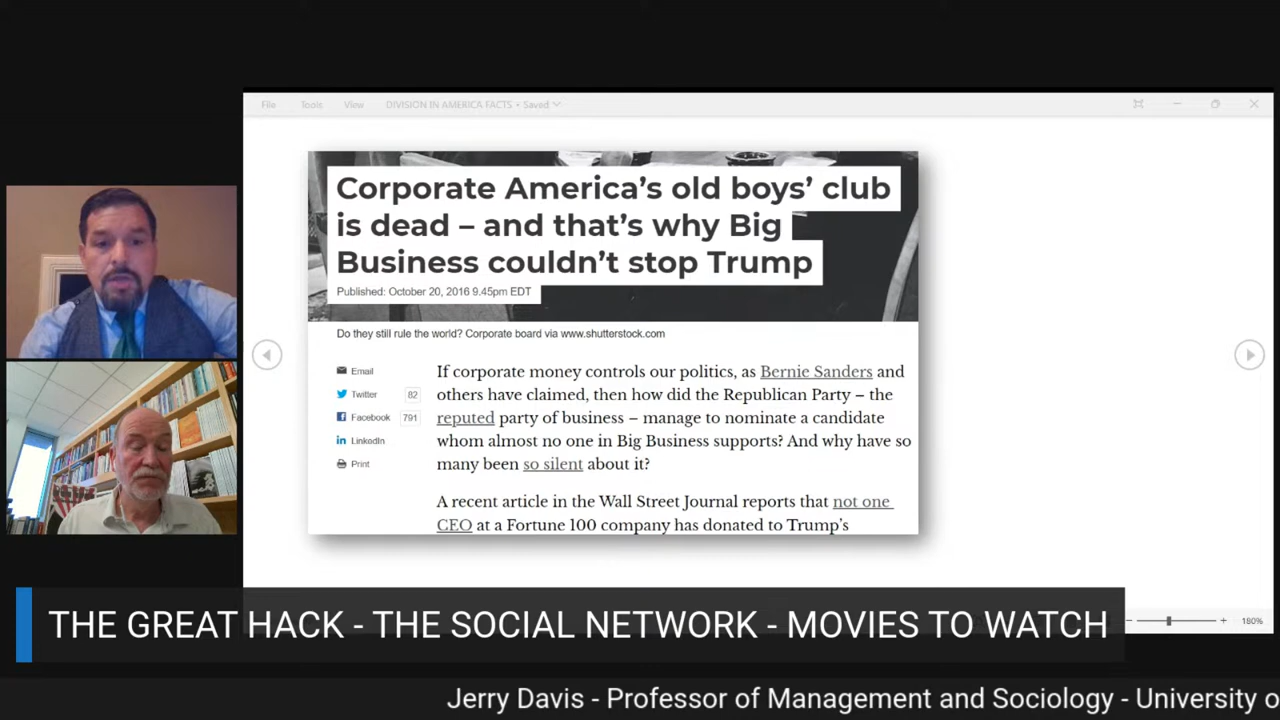 File Tools View DIVISION IN AMERICA FACTS • Saved
Corporate America's old boys' club
is dead – and that's why Big
Business couldn't stop Trump
Published: October 20, 2016 9.45pm EDT
Do they still rule the world? Corporate board via www.shutterstock.com
Email
Twitter 82
Facebook 791
LinkedIn
Print
If corporate money controls our politics, as Bernie Sanders and
others have claimed, then how did the Republican Party – the
reputed party of business – manage to nominate a candidate
whom almost no one in Big Business supports? And why have so
many been so silent about it?
A recent article in the Wall Street Journal reports that not one
CEO at a Fortune 100 company has donated to Trump's
THE GREAT HACK - THE SOCIAL NETWORK - MOVIES TO WATCH
180%
Jerry Davis - Professor of Management and Sociology - University o